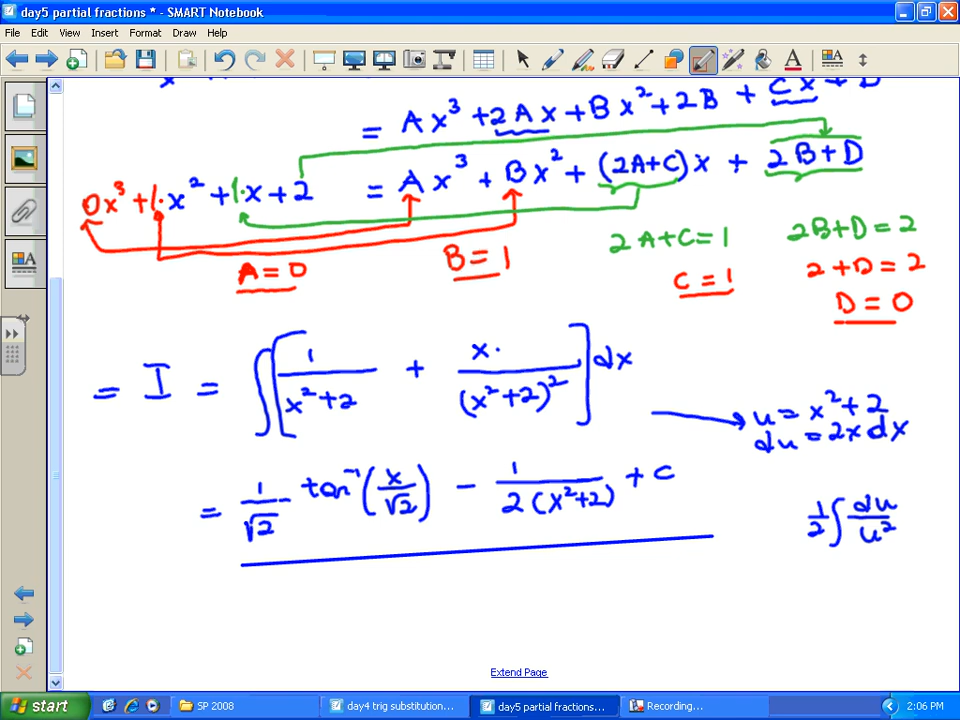 day5 partial fractions * - SMART Notebook
File Edit View Insert Format Draw Help
= Ax³ + 2Ax + Bx² + 2B + Cx + D
0x³ + 1·x² + 1·x + 2 = Ax³ + Bx² + (2A+C)x + 2B+D
A = 0
B = 1
2A+C = 1
C = 1
2B+D = 2
2+D = 2
D = 0
= I = ∫[1/(x²+2) + x·/(x²+2)²]dx
u = x²+2
du = 2x dx
= 1/√2 tan⁻¹(x/√2) - 1/2(x²+2) + c
1/2 ∫ du/u²
Extend Page
start
SP 2008
day4 trig substitution...
day5 partial fractions...
Recording...
2:06 PM